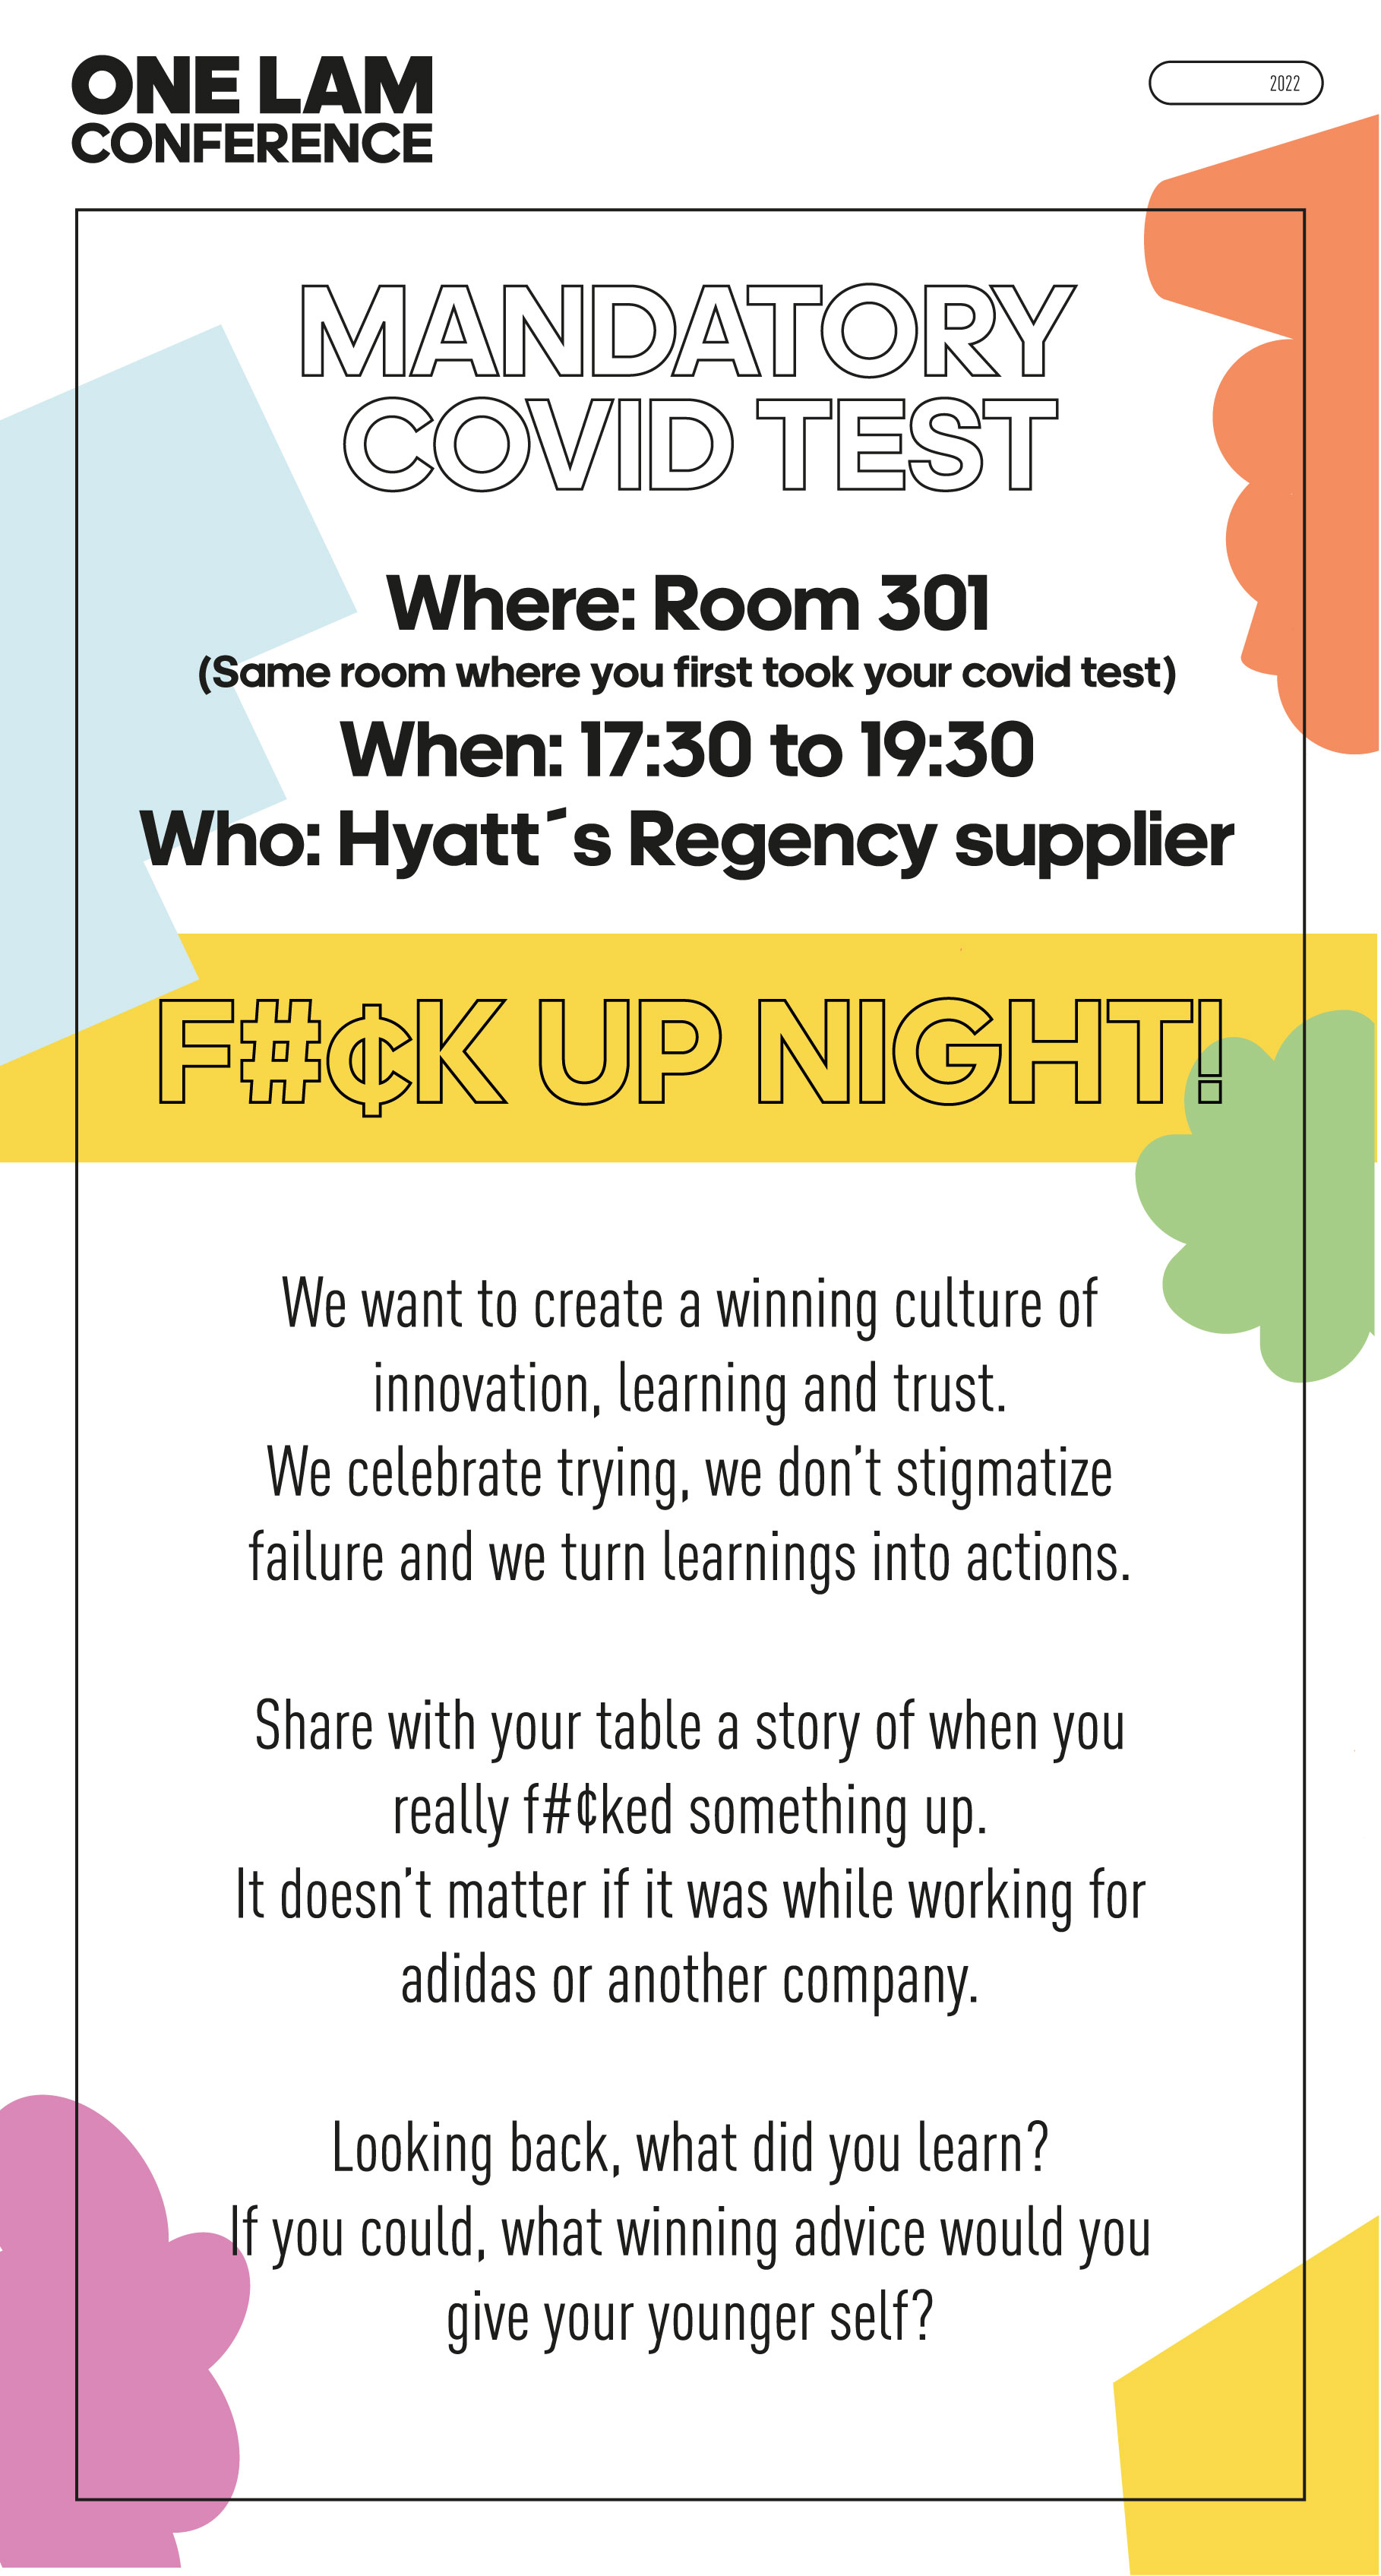 ONE LAM
CONFERENCE
2022
MANDATORY
COVID TEST
Where: Room 301
(Same room where you first took your covid test)
When: 17:30 to 19:30
Who: Hyatt´s Regency supplier
F#¢K UP NIGHT!
We want to create a winning culture of
innovation, learning and trust.
We celebrate trying, we don’t stigmatize
failure and we turn learnings into actions.
Share with your table a story of when you
really f#¢ked something up.
It doesn’t matter if it was while working for
adidas or another company.
Looking back, what did you learn?
If you could, what winning advice would you
give your younger self?